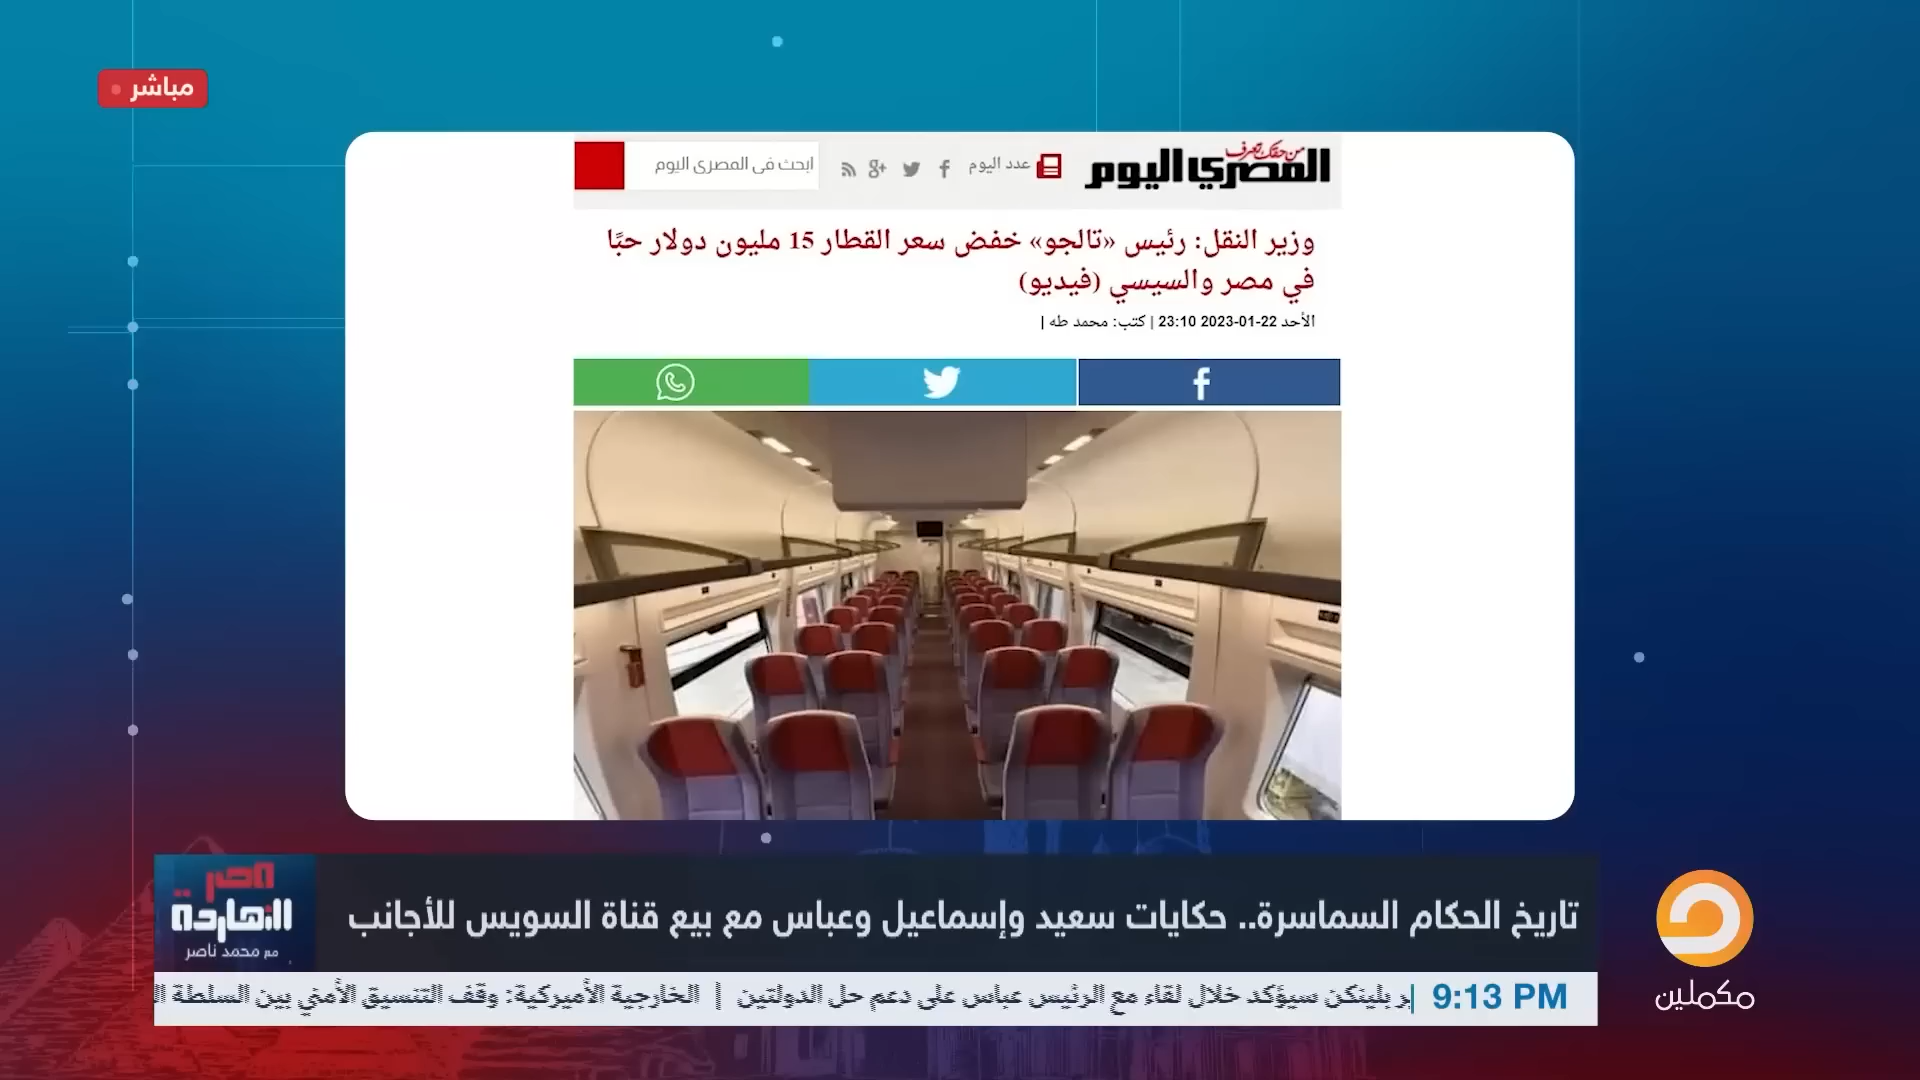 مباشر
من حقك تعرف
المصري اليوم
عدد اليوم
ابحث فى المصرى اليوم
وزير النقل: رئيس «تالجو» خفض سعر القطار 15 مليون دولار حبًا
في مصر والسيسي (فيديو)
الأحد 22-01-2023 23:10 | كتب: محمد طه |
تاريخ الحكام السماسرة.. حكايات سعيد وإسماعيل وعباس مع بيع قناة السويس للأجانب
مصر
النهاردة
مع محمد ناصر
9:13 PM
بلينكن سيؤكد خلال لقاء مع الرئيس عباس على دعم حل الدولتين | الخارجية الأميركية: وقف التنسيق الأمني بين السلطة
مكملين